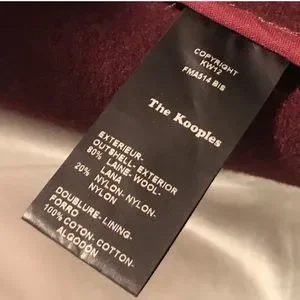 COPYRIGHT
KW12
FMA514 BIS
The Kooples
EXTERIEUR-
OUTSHELL- EXTERIOR
80% LAINE- WOOL-
LANA
20% NYLON- NYLON-
NYLON
DOUBLURE- LINING-
FORRO
100% COTON- COTTON-
ALGODON